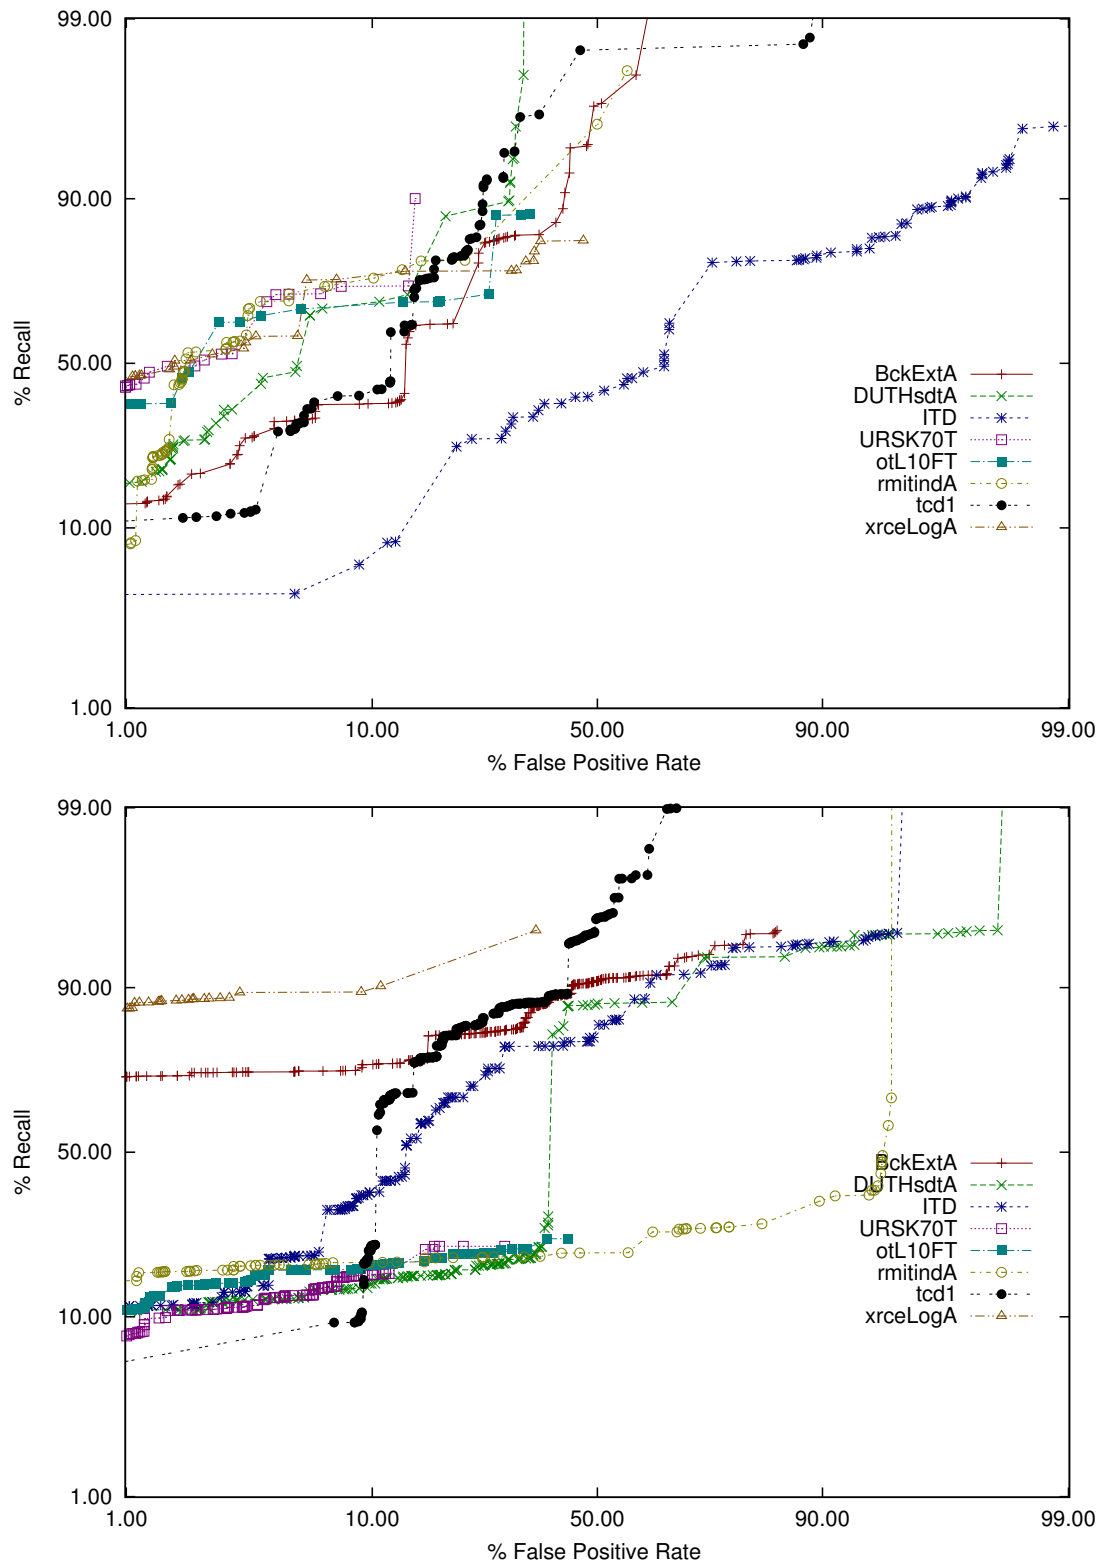 99.00
90.00
50.00
10.00
1.00
% Recall
BckExtA
DUTHsdtA
ITD
URSK70T
otL10FT
rmitindA
tcd1
xrceLogA
1.00 10.00 50.00 90.00 99.00
% False Positive Rate
99.00
90.00
50.00
10.00
1.00
% Recall
BckExtA
DUTHsdtA
ITD
URSK70T
otL10FT
rmitindA
tcd1
xrceLogA
1.00 10.00 50.00 90.00 99.00
% False Positive Rate